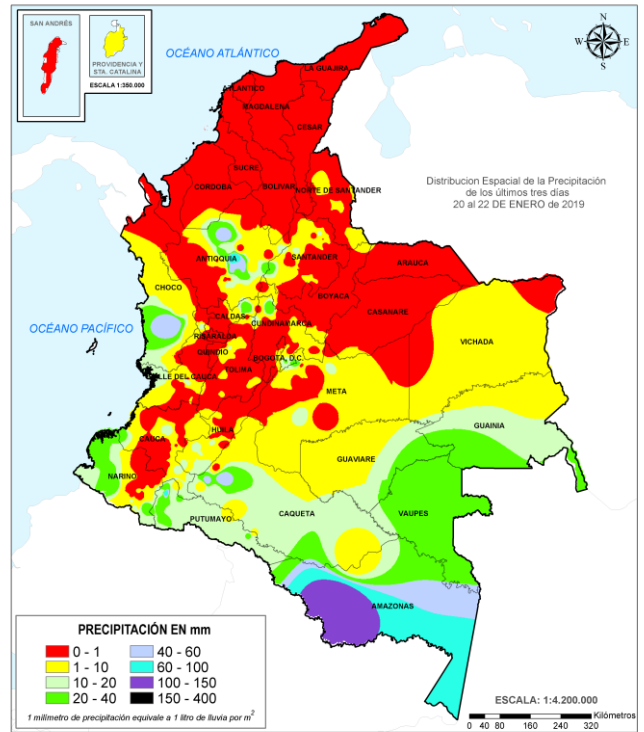 SAN ANDRÉS
PROVIDENCIA Y
STA. CATALINA
ESCALA 1:350.000
OCÉANO ATLÁNTICO
N
W E
S
LA GUAJIRA
ATLANTICO
MAGDALENA
CESAR
SUCRE
CORDOBA
BOLIVAR
NORTE DE SANTANDER
Distribucion Espacial de la Precipitación
de los últimos tres días
20 al 22 DE ENERO de 2019
ANTIOQUIA
SANTANDER
ARAUCA
CHOCO
BOYACA
CASANARE
OCÉANO PACÍFICO
CALDAS
CUNDINAMARCA
RISARALDA
VICHADA
QUINDIO
BOGOTA, D.C.
TOLIMA
VALLE DEL CAUCA
META
GUAINIA
HUILA
CAUCA
GUAVIARE
NARIÑO
CAQUETA
VAUPES
PUTUMAYO
AMAZONAS
PRECIPITACIÓN EN mm
0 - 1 40 - 60
1 - 10 60 - 100
10 - 20 100 - 150
20 - 40 150 - 400
1 milímetro de precipitación equivale a 1 litro de lluvia por m2
ESCALA: 1:4.200.000
Kilómetros
0 40 80 160 240 320